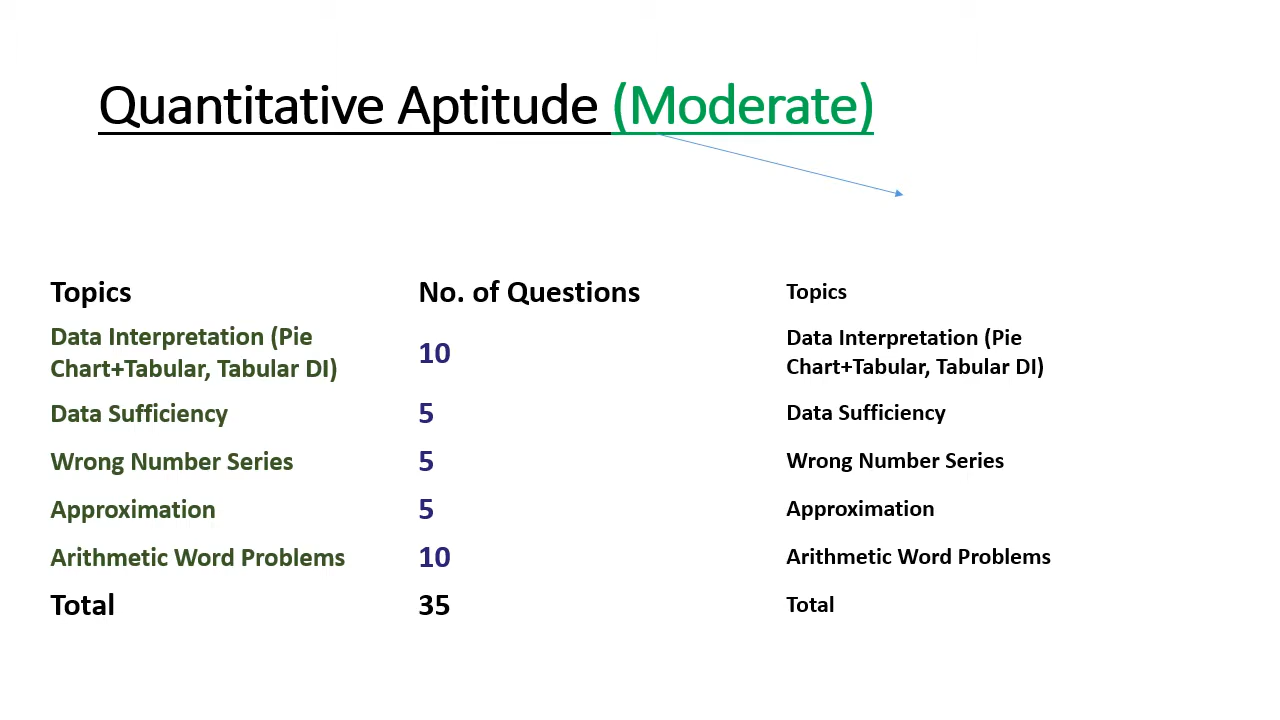 Quantitative Aptitude (Moderate)
Topics No. of Questions Topics
Data Interpretation (Pie
Chart+Tabular, Tabular DI) 10 Data Interpretation (Pie
Chart+Tabular, Tabular DI)
Data Sufficiency 5 Data Sufficiency
Wrong Number Series 5 Wrong Number Series
Approximation 5 Approximation
Arithmetic Word Problems 10 Arithmetic Word Problems
Total 35 Total